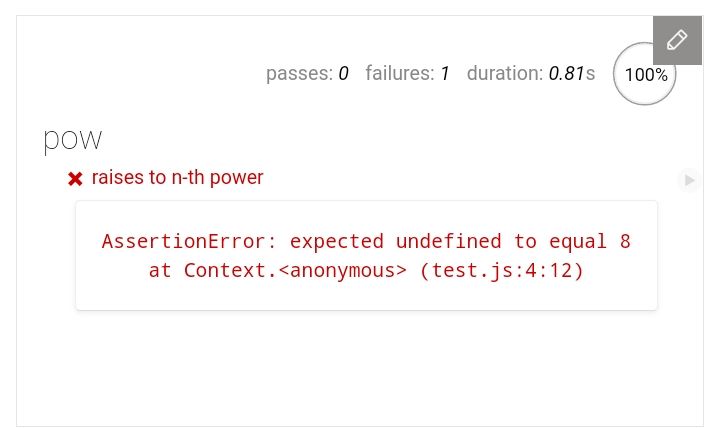 passes: 0 failures: 1 duration: 0.81s 100%
pow
✖ raises to n-th power
AssertionError: expected undefined to equal 8
at Context.<anonymous> (test.js:4:12)